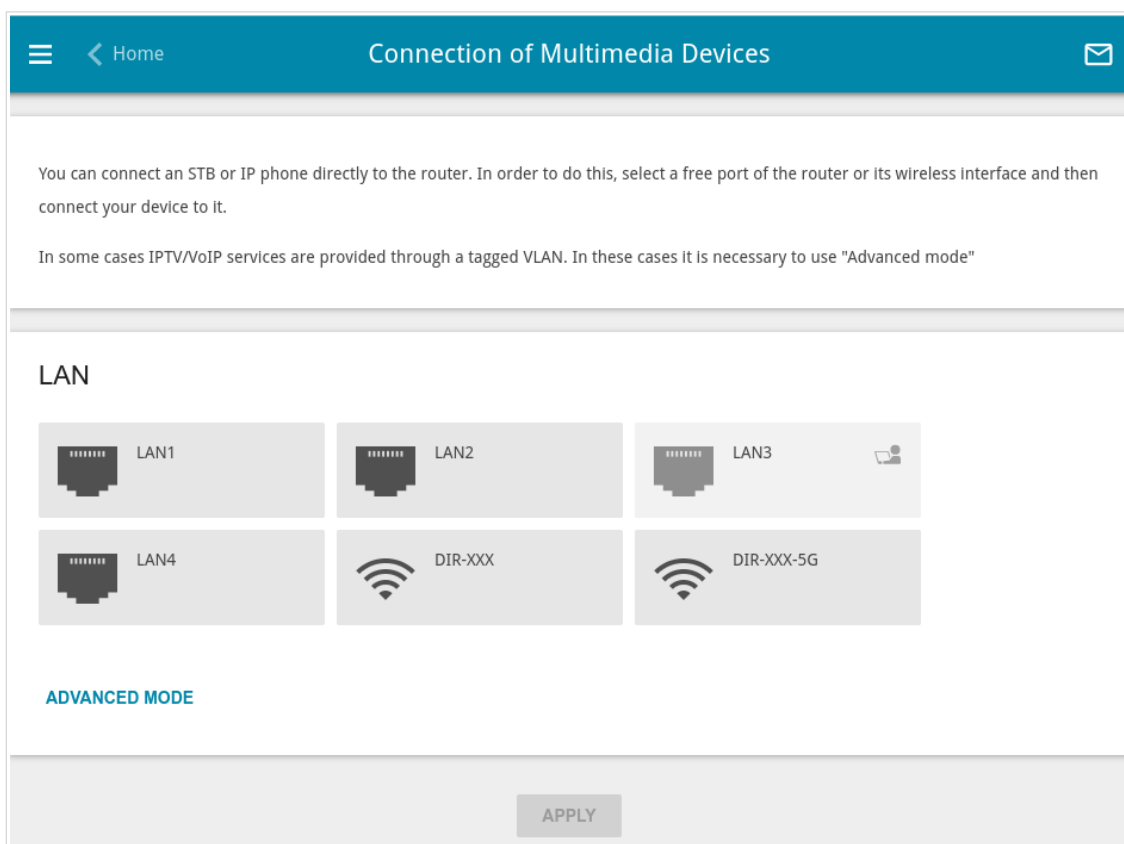 Home
Connection of Multimedia Devices
You can connect an STB or IP phone directly to the router. In order to do this, select a free port of the router or its wireless interface and then
connect your device to it.
In some cases IPTV/VoIP services are provided through a tagged VLAN. In these cases it is necessary to use "Advanced mode"
LAN
LAN1
LAN2
LAN3
LAN4
DIR-XXX
DIR-XXX-5G
ADVANCED MODE
APPLY